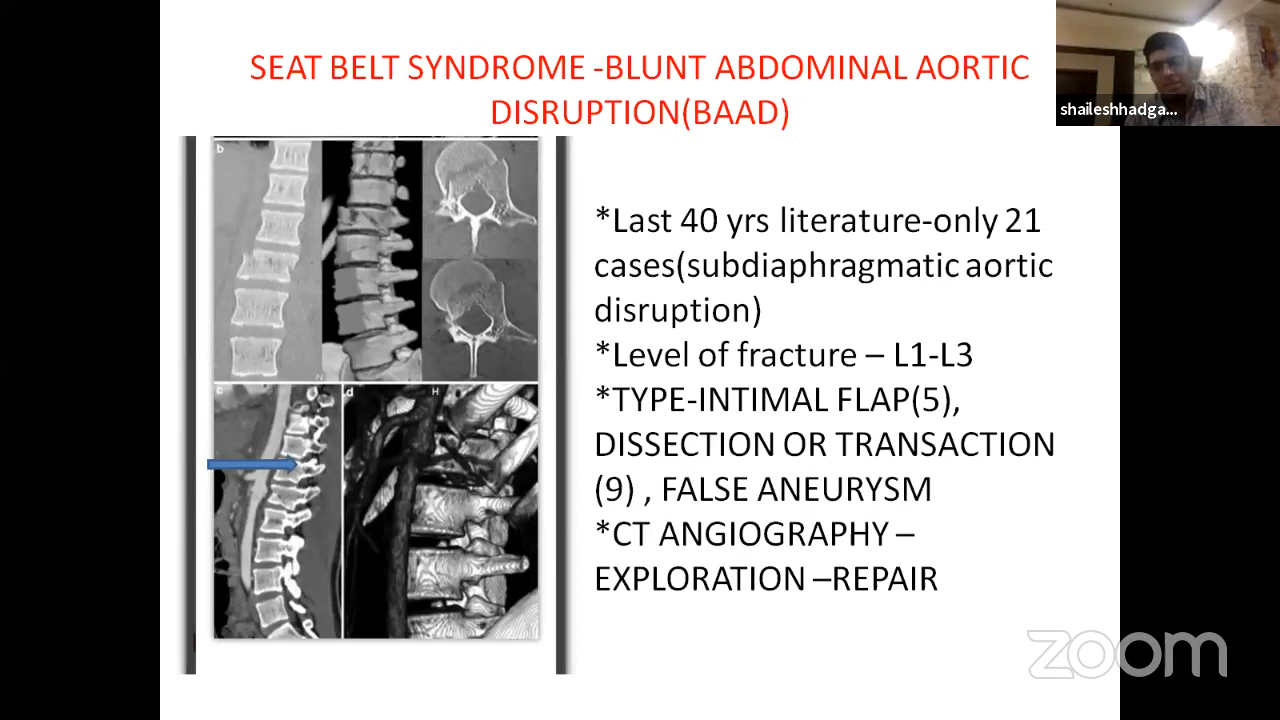 SEAT BELT SYNDROME -BLUNT ABDOMINAL AORTIC
DISRUPTION(BAAD)
shaileshhadga...
b
*Last 40 yrs literature-only 21
cases(subdiaphragmatic aortic
disruption)
*Level of fracture – L1-L3
*TYPE-INTIMAL FLAP(5),
DISSECTION OR TRANSACTION
(9) , FALSE ANEURYSM
*CT ANGIOGRAPHY –
EXPLORATION –REPAIR
c
d
H
zoom